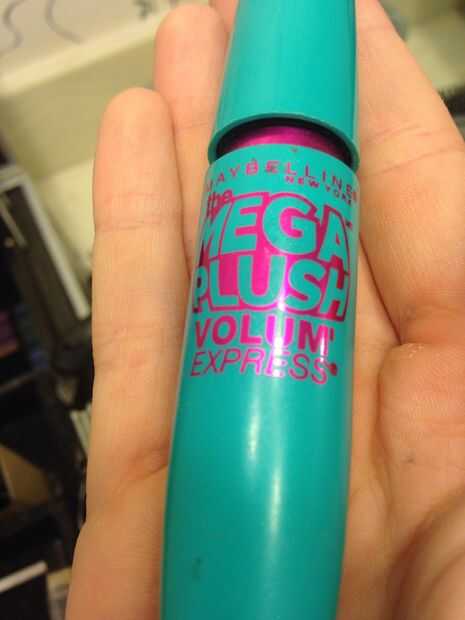 MAYBELLINE
NEW YORK
the
MEGA
PLUSH
VOLUM'
EXPRESS